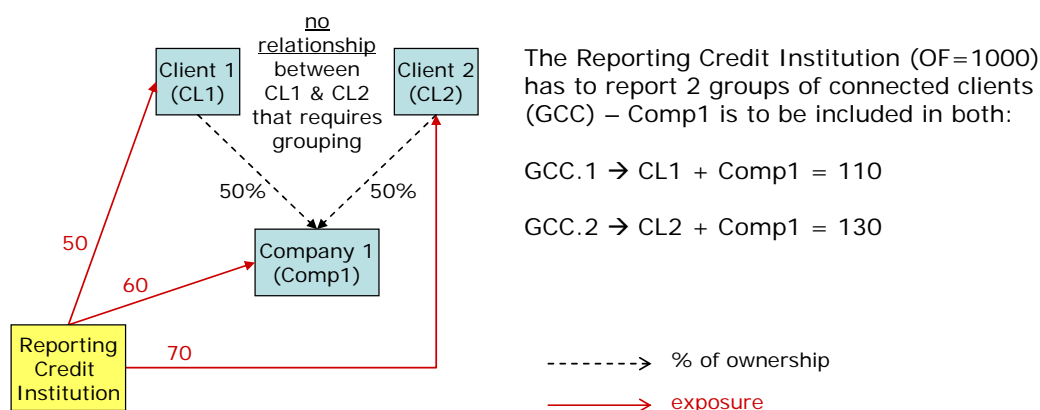 no
relationship
between
CL1 & CL2
that requires
grouping
Client 1
(CL1)
Client 2
(CL2)
50%
50%
Company 1
(Comp1)
50
60
70
Reporting
Credit
Institution
The Reporting Credit Institution (OF=1000)
has to report 2 groups of connected clients
(GCC) – Comp1 is to be included in both:
GCC.1 → CL1 + Comp1 = 110
GCC.2 → CL2 + Comp1 = 130
% of ownership
exposure